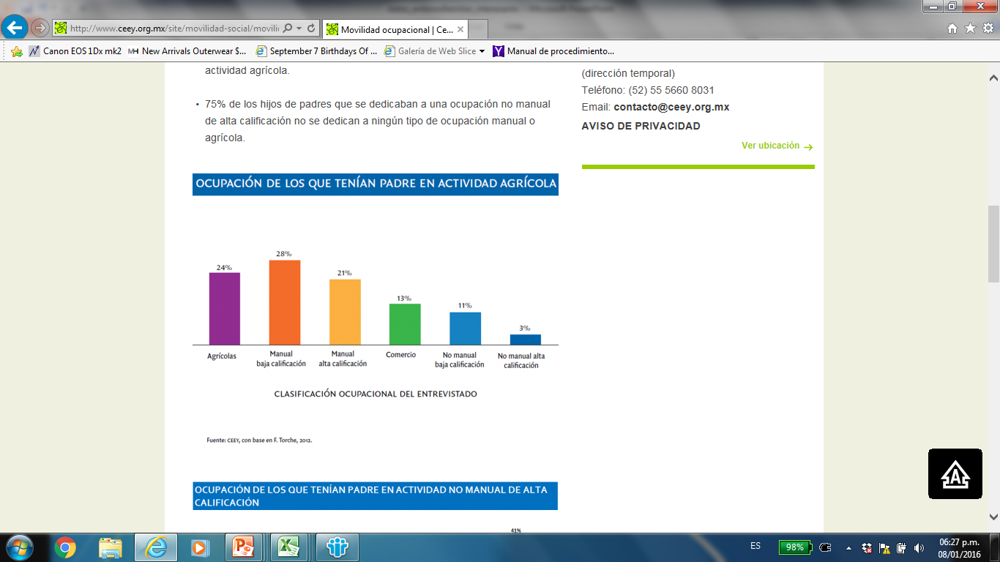 http://www.ceey.org.mx/site/movilidad-social/movili
Movilidad ocupacional | Ce...
Canon EOS 1Dx mk2
New Arrivals Outerwear $...
September 7 Birthdays Of ...
Galería de Web Slice
Manual de procedimiento...
actividad agrícola.
• 75% de los hijos de padres que se dedicaban a una ocupación no manual
de alta calificación no se dedican a ningún tipo de ocupación manual o
agrícola.
(dirección temporal)
Teléfono: (52) 55 5660 8031
Email: contacto@ceey.org.mx
AVISO DE PRIVACIDAD
Ver ubicación
OCUPACIÓN DE LOS QUE TENÍAN PADRE EN ACTIVIDAD AGRÍCOLA
24%
28%
21%
13%
11%
3%
Agrícolas
Manual
baja calificación
Manual
alta calificación
Comercio
No manual
baja calificación
No manual alta
calificación
CLASIFICACIÓN OCUPACIONAL DEL ENTREVISTADO
Fuente: CEEY, con base en F. Torche, 2012.
OCUPACIÓN DE LOS QUE TENÍAN PADRE EN ACTIVIDAD NO MANUAL DE ALTA
CALIFICACIÓN
41%
ES
98%
06:27 p.m.
08/01/2016